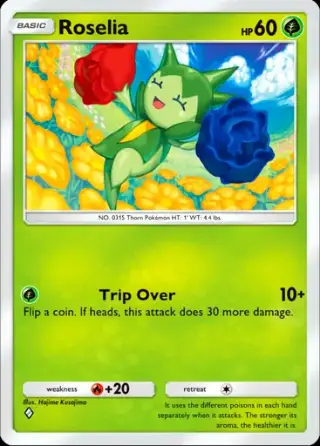 BASIC Roselia HP 60
NO. 0315 Thorn Pokémon HT: 1' WT: 4.4 lbs.
Trip Over 10+
Flip a coin. If heads, this attack does 30 more damage.
weakness +20 retreat
Illus. Hajime Kusajima
It uses the different poisons in each hand
separately when it attacks. The stronger its
aroma, the healthier it is.